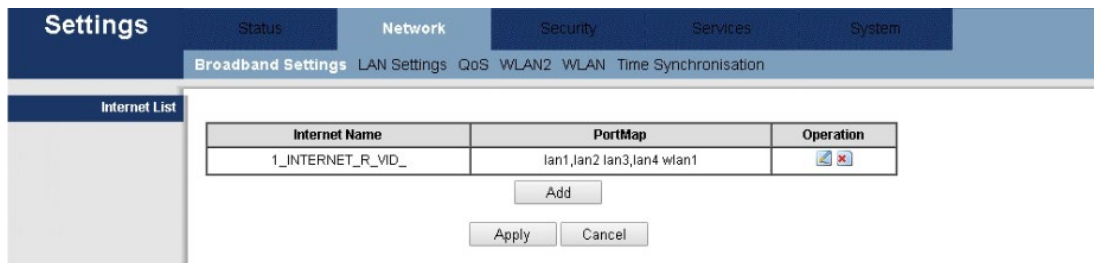 Settings
Status Network Security Services System
Broadband Settings LAN Settings QoS WLAN2 WLAN Time Synchronisation
Internet List
Internet Name PortMap Operation
1_INTERNET_R_VID_ lan1,lan2 lan3,lan4 wlan1
Add
Apply Cancel